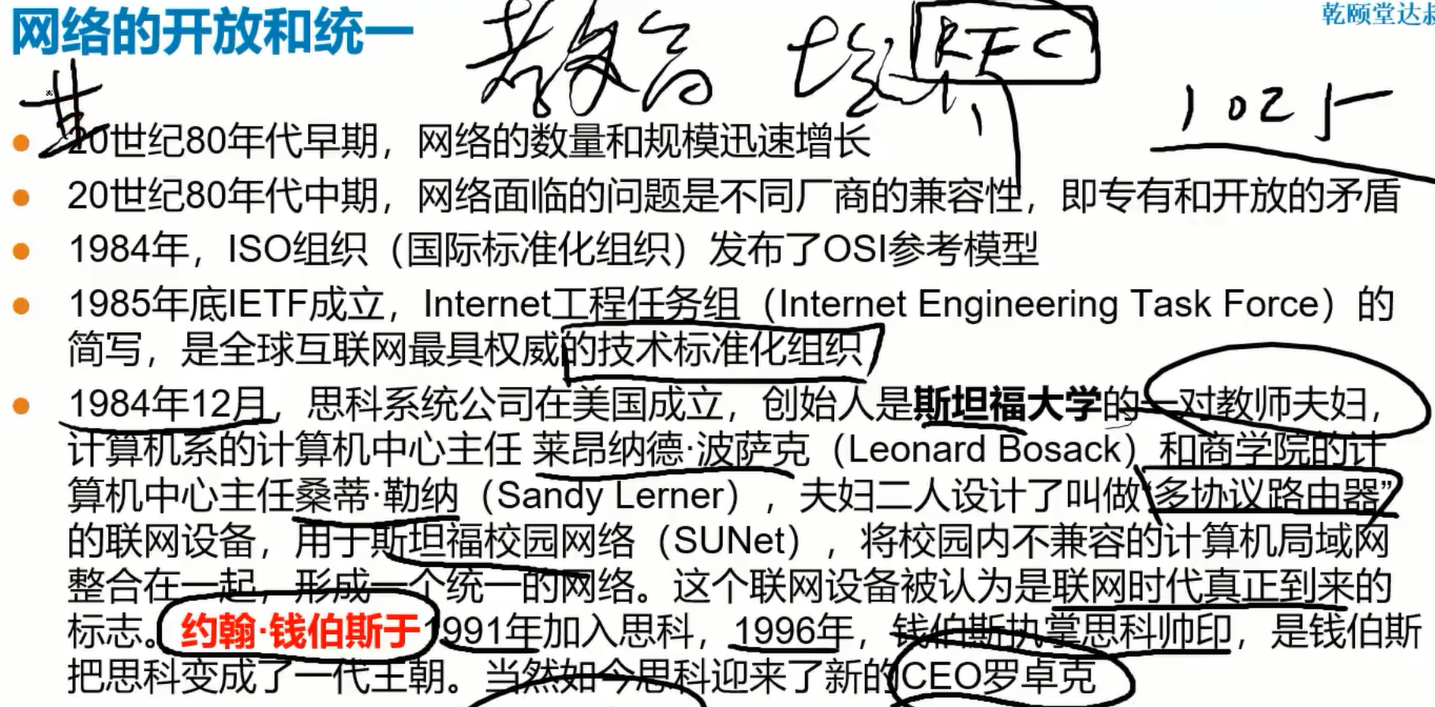 网络的开放和统一
乾颐堂达叔
教育 培 RFC
1025
20世纪80年代早期，网络的数量和规模迅速增长
20世纪80年代中期，网络面临的问题是不同厂商的兼容性，即专有和开放的矛盾
1984年，ISO组织（国际标准化组织）发布了OSI参考模型
1985年底IETF成立，Internet工程任务组（Internet Engineering Task Force）的
简写，是全球互联网最具权威的技术标准化组织
1984年12月，思科系统公司在美国成立，创始人是斯坦福大学的一对教师夫妇，
计算机系的计算机中心主任 莱昂纳德·波萨克（Leonard Bosack）和商学院的计
算机中心主任桑蒂·勒纳（Sandy Lerner），夫妇二人设计了叫做“多协议路由器”
的联网设备，用于斯坦福校园网络（SUNet），将校园内不兼容的计算机局域网
整合在一起，形成一个统一的网络。这个联网设备被认为是联网时代真正到来的
标志。约翰·钱伯斯于1991年加入思科，1996年，钱伯斯执掌思科帅印，是钱伯斯
把思科变成了一代王朝。当然如今思科迎来了新的CEO罗卓克